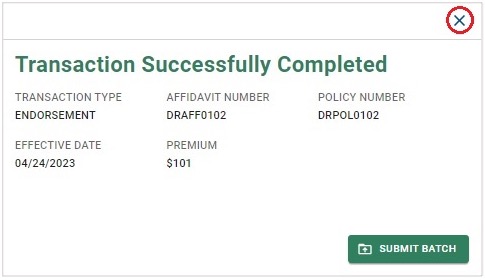 Transaction Successfully Completed
TRANSACTION TYPE AFFIDAVIT NUMBER POLICY NUMBER
ENDORSEMENT DRAFF0102 DRPOL0102
EFFECTIVE DATE PREMIUM
04/24/2023 $101
SUBMIT BATCH